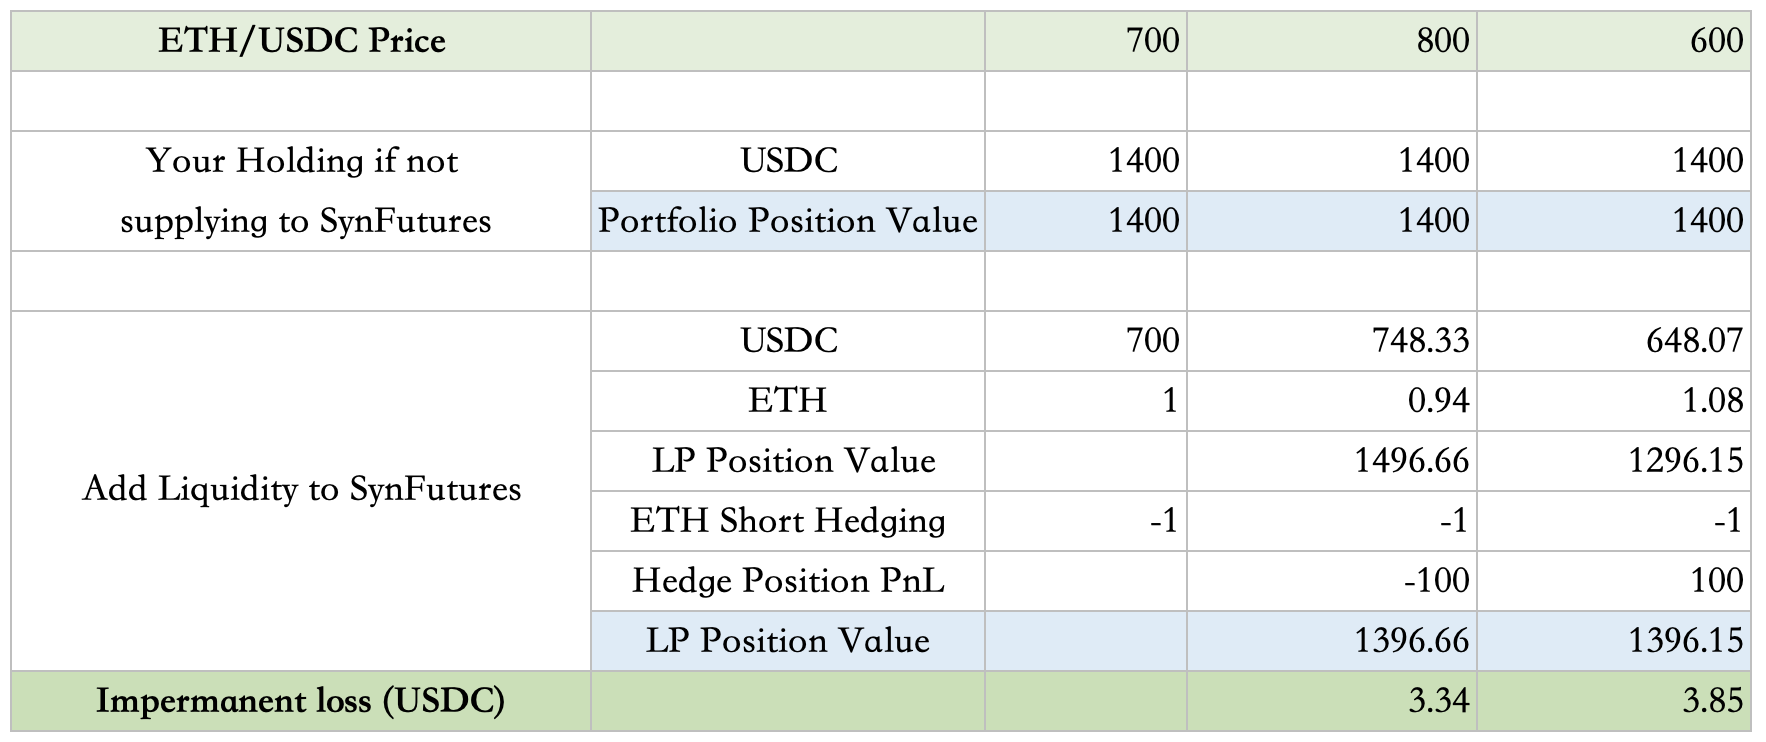 ETH/USDC Price 700 800 600
Your Holding if not USDC 1400 1400 1400
supplying to SynFutures Portfolio Position Value 1400 1400 1400
USDC 700 748.33 648.07
ETH 1 0.94 1.08
LP Position Value 1496.66 1296.15
Add Liquidity to SynFutures
ETH Short Hedging -1 -1 -1
Hedge Position PnL -100 100
LP Position Value 1396.66 1396.15
Impermanent loss (USDC) 3.34 3.85